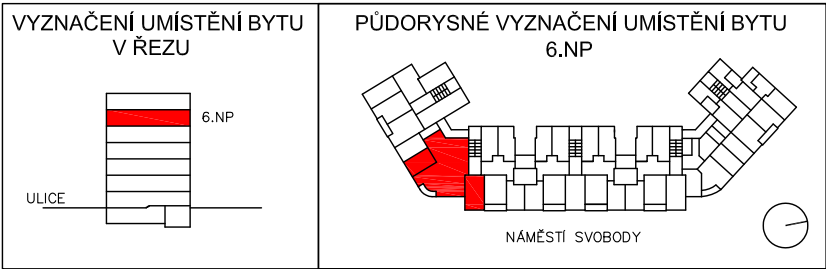 VYZNAČENÍ UMÍSTĚNÍ BYTU
V ŘEZU
6.NP
ULICE
PŮDORYSNÉ VYZNAČENÍ UMÍSTĚNÍ BYTU
6.NP
NÁMĚSTÍ SVOBODY